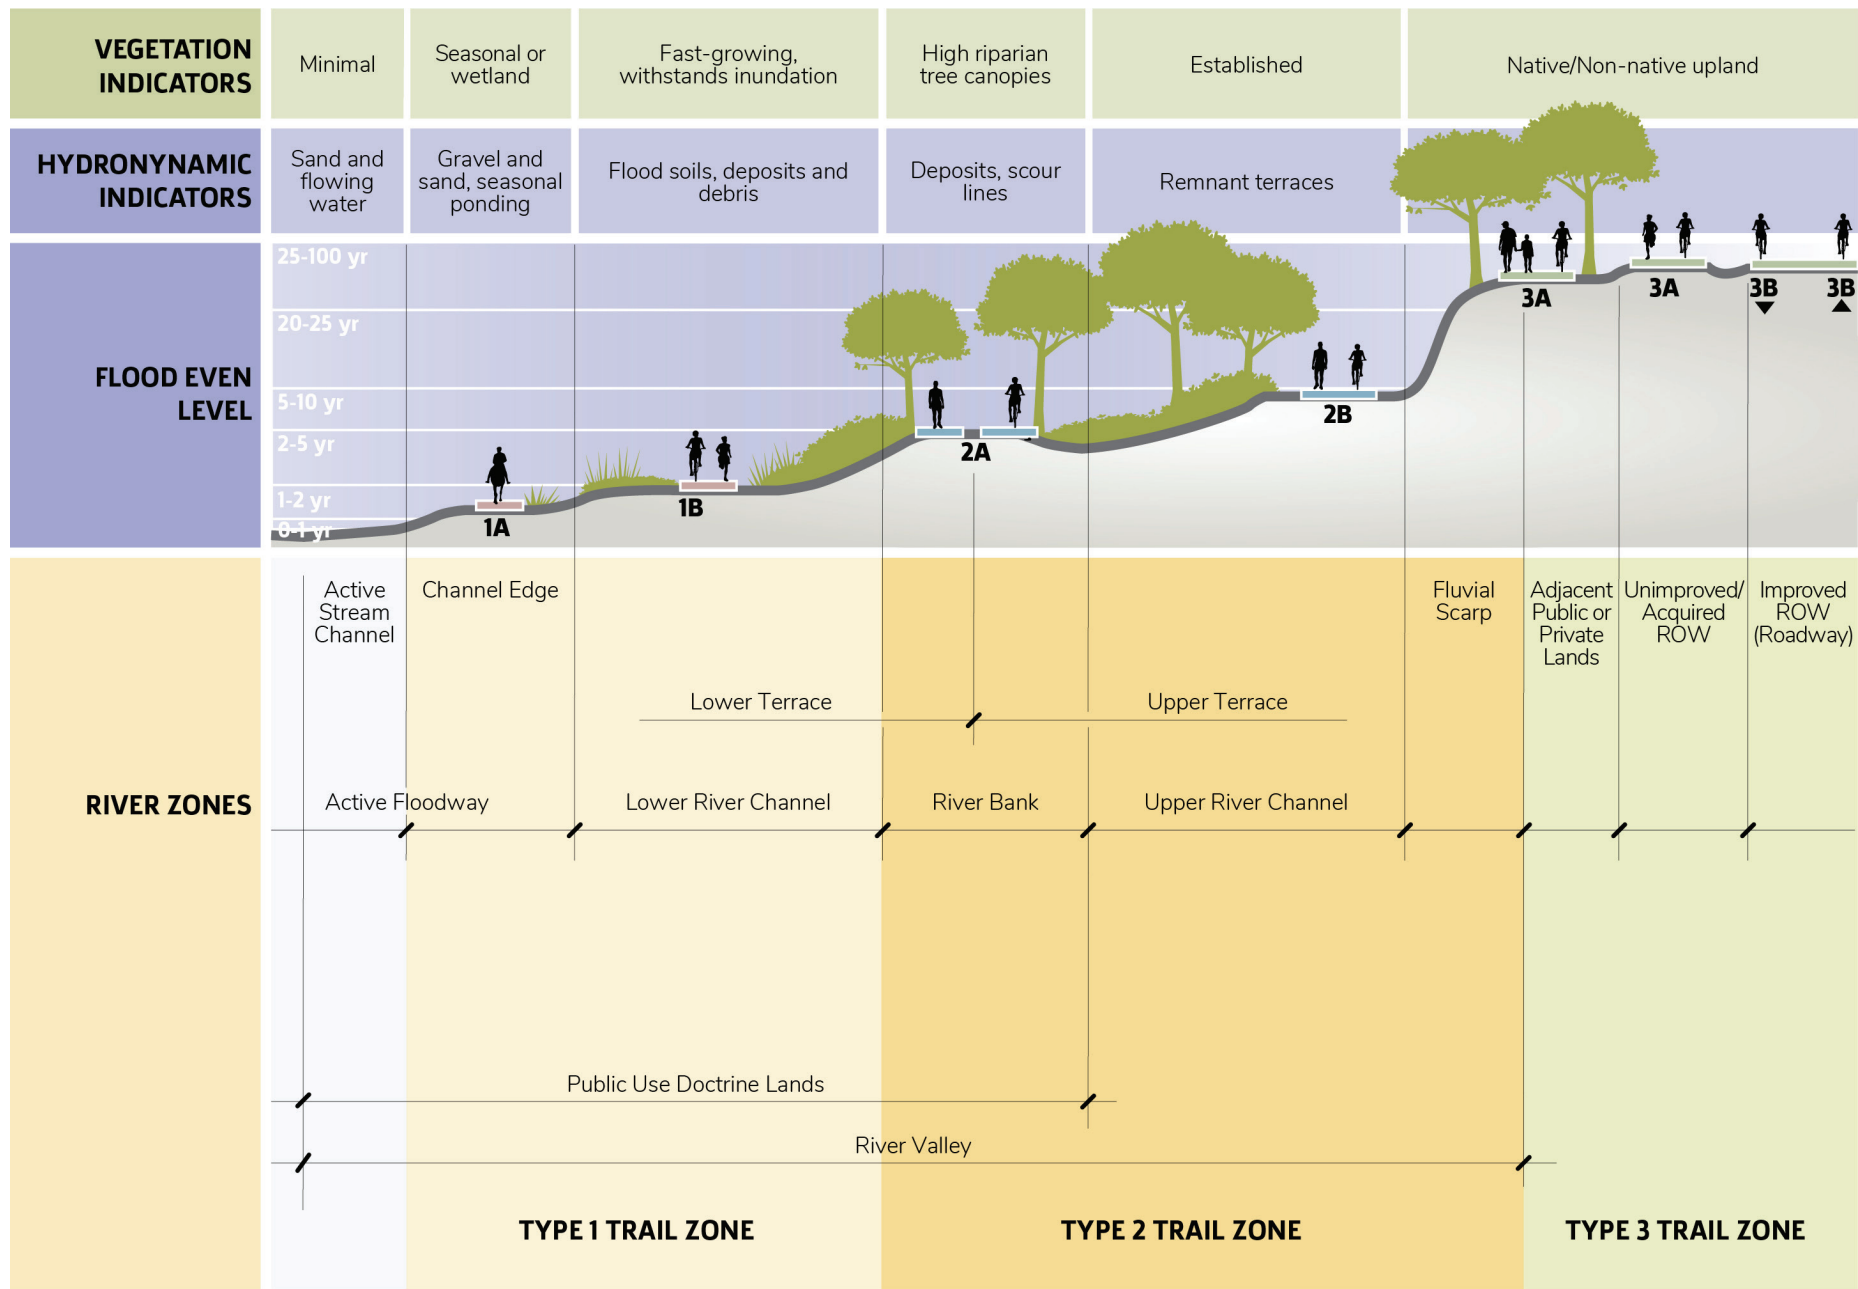 VEGETATION
INDICATORS
Minimal
Seasonal or
wetland
Fast-growing,
withstands inundation
High riparian
tree canopies
Established
Native/Non-native upland
HYDRONYNAMIC
INDICATORS
Sand and
flowing
water
Gravel and
sand, seasonal
ponding
Flood soils, deposits and
debris
Deposits, scour
lines
Remnant terraces
FLOOD EVEN
LEVEL
25-100 yr
20-25 yr
5-10 yr
2-5 yr
1-2 yr
0-1 yr
1A
1B
2A
2B
3A
3A
3B
3B
RIVER ZONES
Active
Stream
Channel
Channel Edge
Fluvial
Scarp
Adjacent
Public or
Private
Lands
Unimproved/
Acquired
ROW
Improved
ROW
(Roadway)
Lower Terrace
Upper Terrace
Active Floodway
Lower River Channel
River Bank
Upper River Channel
Public Use Doctrine Lands
River Valley
TYPE 1 TRAIL ZONE
TYPE 2 TRAIL ZONE
TYPE 3 TRAIL ZONE